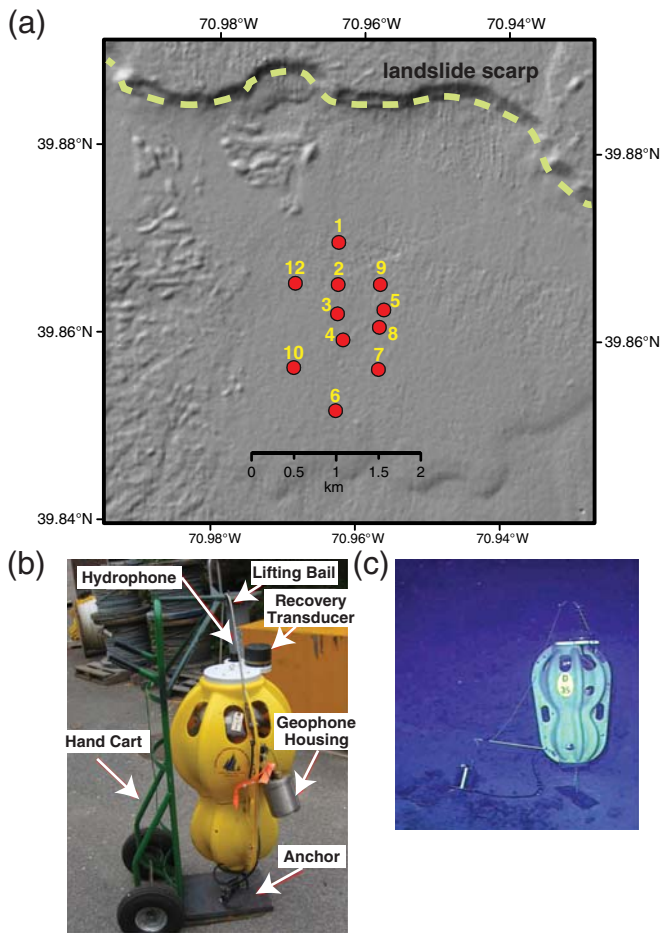 (a)
70.98°W 70.96°W 70.94°W
landslide scarp
39.88°N
39.88°N
1
12 2 9
3 5
4 8
39.86°N
39.86°N
10 7
6
0 0.5 1 1.5 2
km
39.84°N
70.98°W 70.96°W 70.94°W
(b)
Hydrophone
Lifting Bail
Recovery
Transducer
Geophone
Housing
Hand Cart
Anchor
(c)
D
35